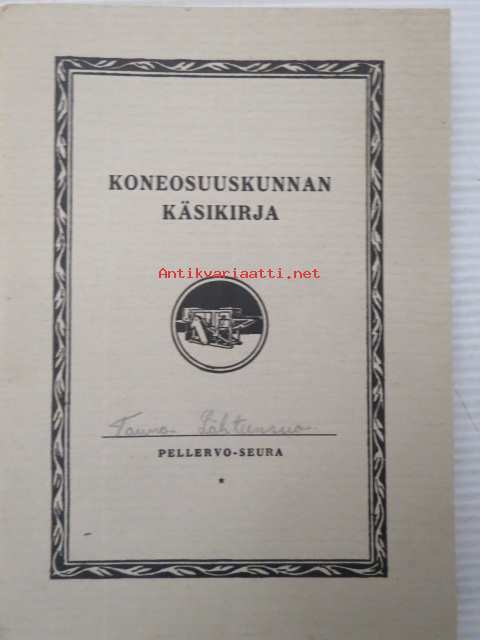 KONEOSUUSKUNNAN
KÄSIKIRJA
Antikvariaatti.net
PELLERVO-SEURA